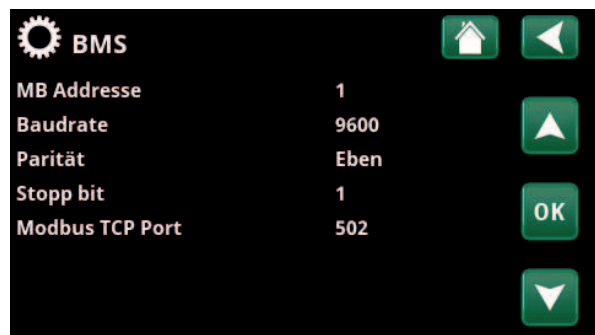 BMS
MB Addresse 1
Baudrate 9600
Parität Eben
Stopp bit 1
OK
Modbus TCP Port 502